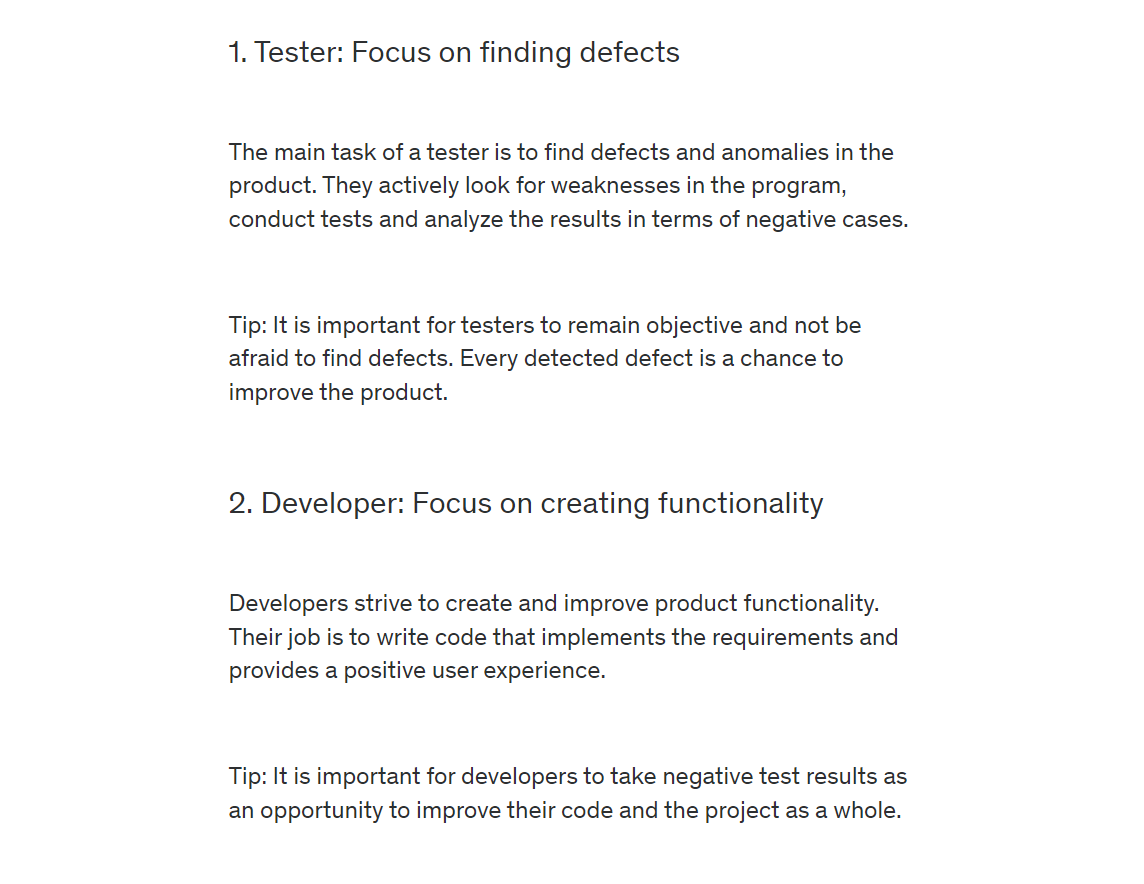 1. Tester: Focus on finding defects
The main task of a tester is to find defects and anomalies in the
product. They actively look for weaknesses in the program,
conduct tests and analyze the results in terms of negative cases.
Tip: It is important for testers to remain objective and not be
afraid to find defects. Every detected defect is a chance to
improve the product.
2. Developer: Focus on creating functionality
Developers strive to create and improve product functionality.
Their job is to write code that implements the requirements and
provides a positive user experience.
Tip: It is important for developers to take negative test results as
an opportunity to improve their code and the project as a whole.